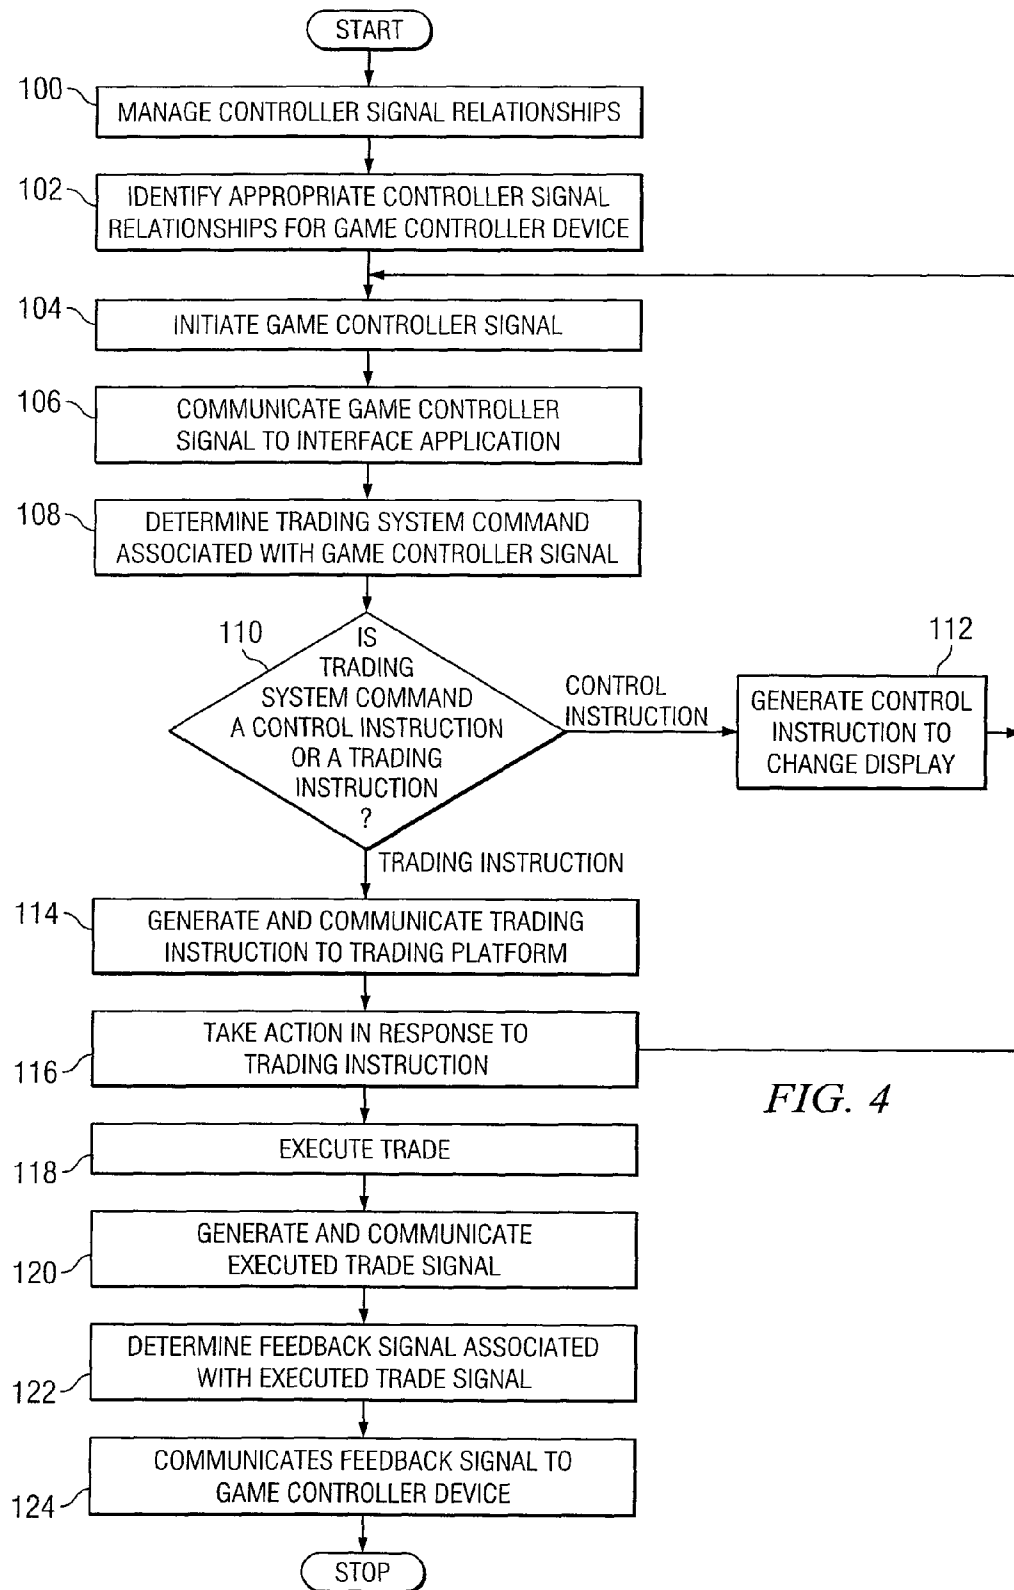 START
100
MANAGE CONTROLLER SIGNAL RELATIONSHIPS
102
IDENTIFY APPROPRIATE CONTROLLER SIGNAL
RELATIONSHIPS FOR GAME CONTROLLER DEVICE
104
INITIATE GAME CONTROLLER SIGNAL
106
COMMUNICATE GAME CONTROLLER
SIGNAL TO INTERFACE APPLICATION
108
DETERMINE TRADING SYSTEM COMMAND
ASSOCIATED WITH GAME CONTROLLER SIGNAL
110
IS
TRADING
SYSTEM COMMAND
A CONTROL INSTRUCTION
OR A TRADING
INSTRUCTION
?
CONTROL
INSTRUCTION
112
GENERATE CONTROL
INSTRUCTION TO
CHANGE DISPLAY
TRADING INSTRUCTION
114
GENERATE AND COMMUNICATE TRADING
INSTRUCTION TO TRADING PLATFORM
116
TAKE ACTION IN RESPONSE TO
TRADING INSTRUCTION
FIG. 4
118
EXECUTE TRADE
120
GENERATE AND COMMUNICATE
EXECUTED TRADE SIGNAL
122
DETERMINE FEEDBACK SIGNAL ASSOCIATED
WITH EXECUTED TRADE SIGNAL
124
COMMUNICATES FEEDBACK SIGNAL TO
GAME CONTROLLER DEVICE
STOP